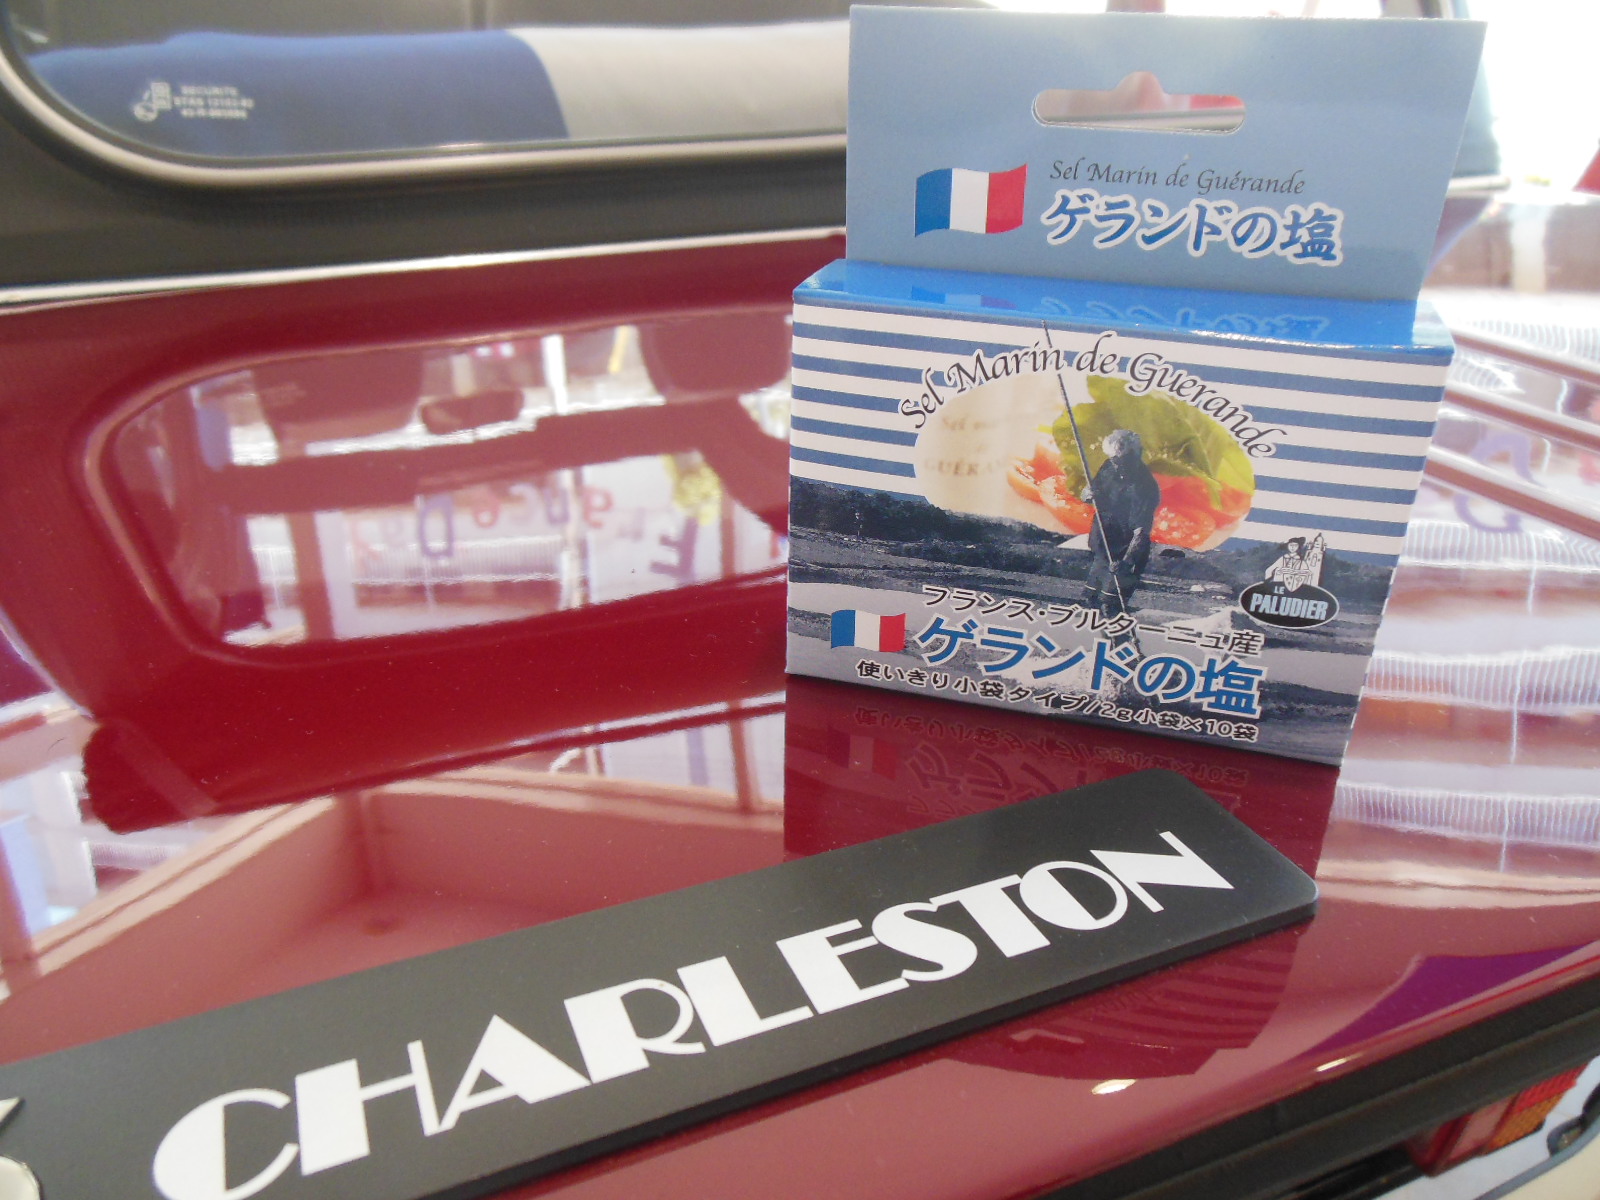 SECURITE
Sel Marin de Guérande
ゲランドの塩
Sel Marin de Guérande
LE
PALUDIER
フランス・ブルターニュ産
ゲランドの塩
使いきり小袋タイプ/2g小袋×10袋
CHARLESTON